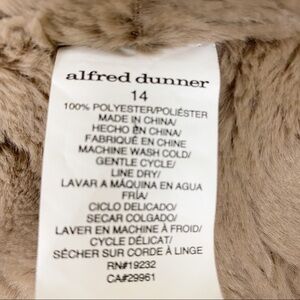 alfred dunner
14
100% POLYESTER/POLIÉSTER
MADE IN CHINA/
HECHO EN CHINA/
FABRIQUÉ EN CHINE
MACHINE WASH COLD/
GENTLE CYCLE/
LINE DRY/
LAVAR A MÁQUINA EN AGUA
FRÍA/
CICLO DELICADO/
SECAR COLGADO/
LAVER EN MACHINE À FROID/
CYCLE DÉLICAT/
SÉCHER SUR CORDE À LINGE
RN#19232
CA#29961